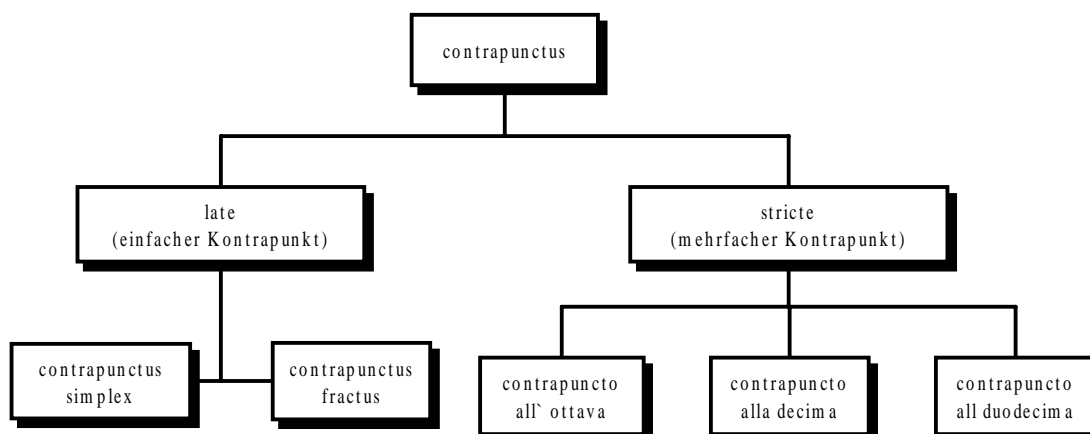 contrapunctus
late
(einfacher Kontrapunkt)
stricte
(mehrfacher Kontrapunkt)
contrapunctus
simplex
contrapunctus
fractus
contrapuncto
all` ottava
contrapuncto
alla decima
contrapuncto
all duodecima